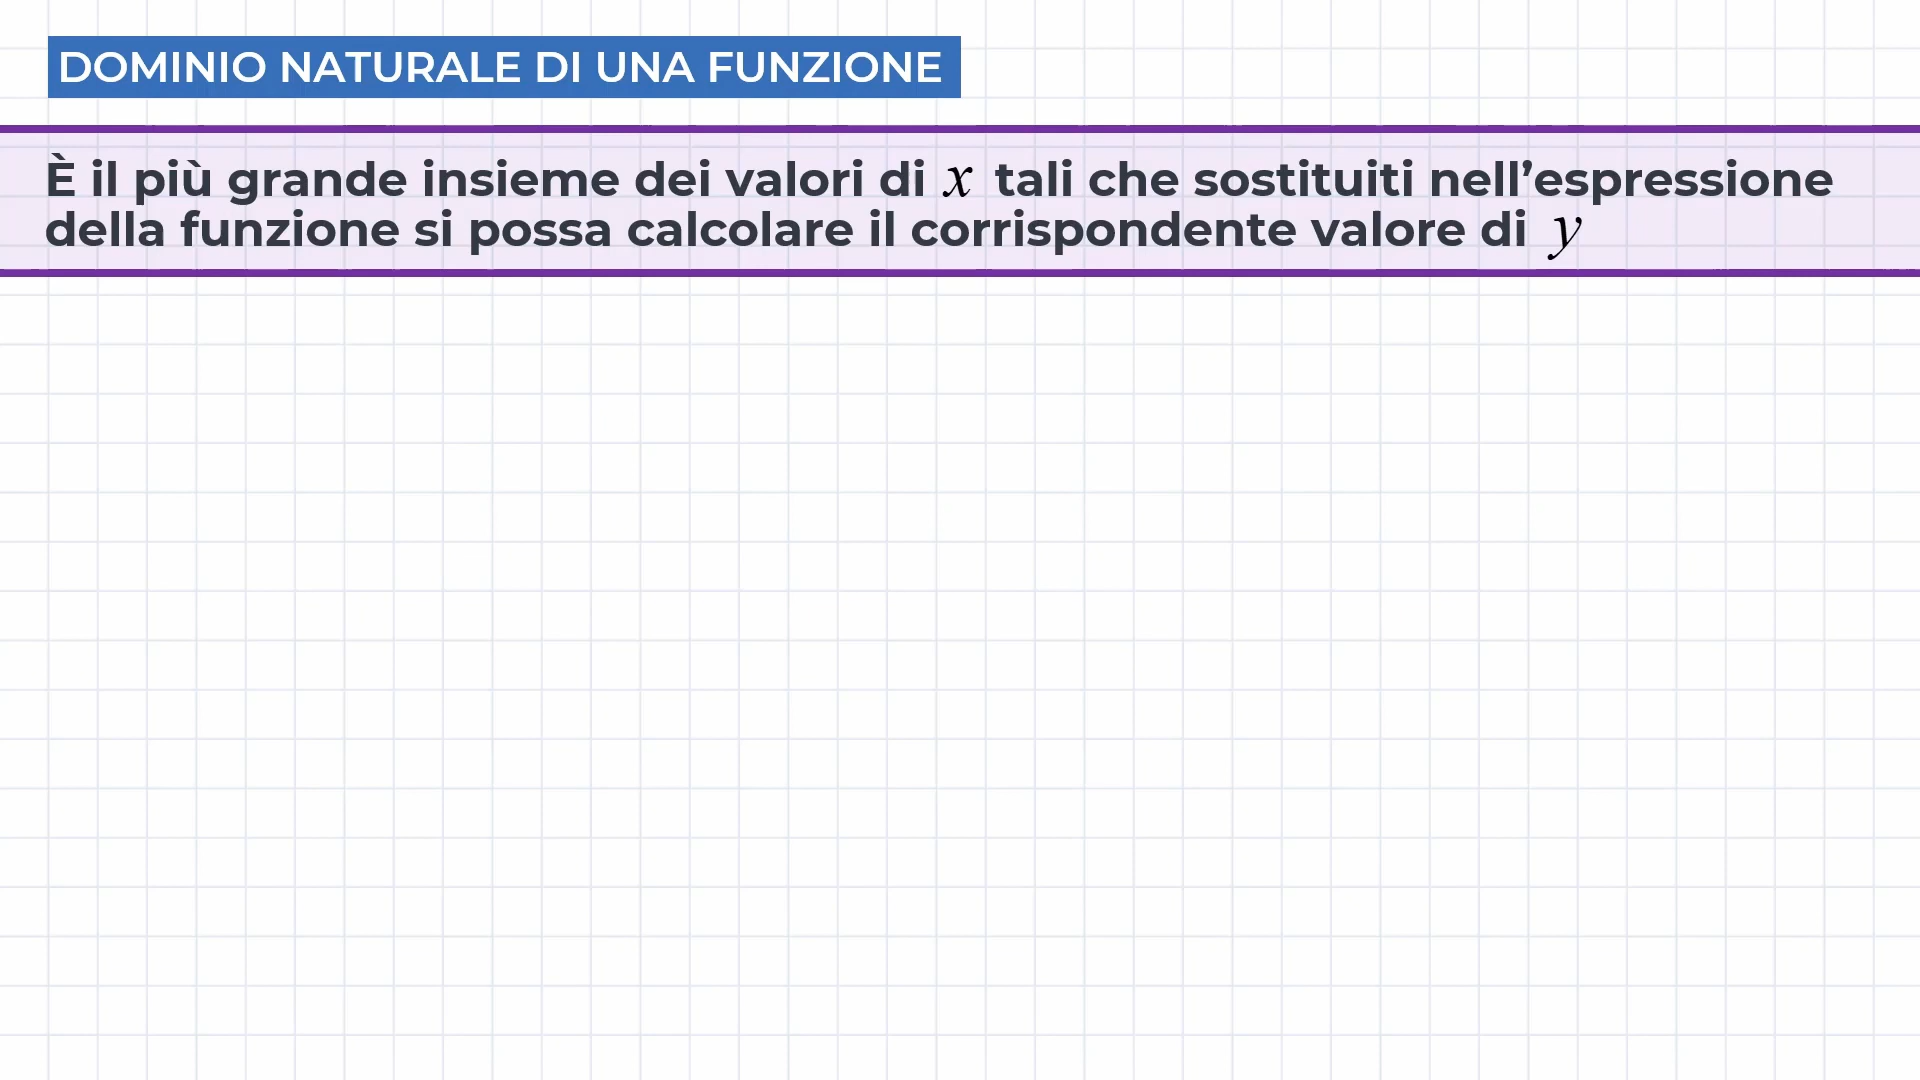 DOMINIO NATURALE DI UNA FUNZIONE
È il più grande insieme dei valori di x tali che sostituiti nell’espressione
della funzione si possa calcolare il corrispondente valore di y